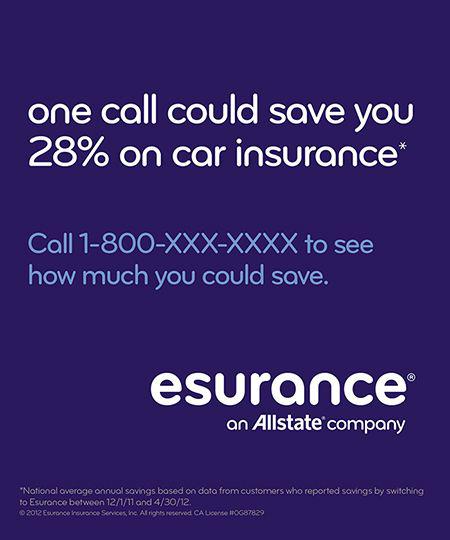 one call could save you
28% on car insurance*
Call 1-800-XXX-XXXX to see
how much you could save.
esurance®
an Allstate® company
*National average annual savings based on data from customers who reported savings by switching
to Esurance between 12/1/11 and 4/30/12.
© 2012 Esurance Insurance Services, Inc. All rights reserved. CA License #0G87829